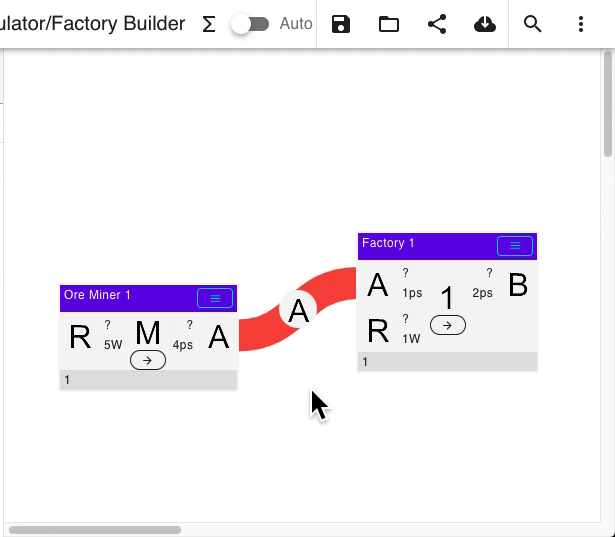 ulator/Factory Builder Σ Auto
Factory 1
A ? 1ps 1 ? 2ps B
R ? 1W
1
A
Ore Miner 1
R ? 5W M ? 4ps A
1